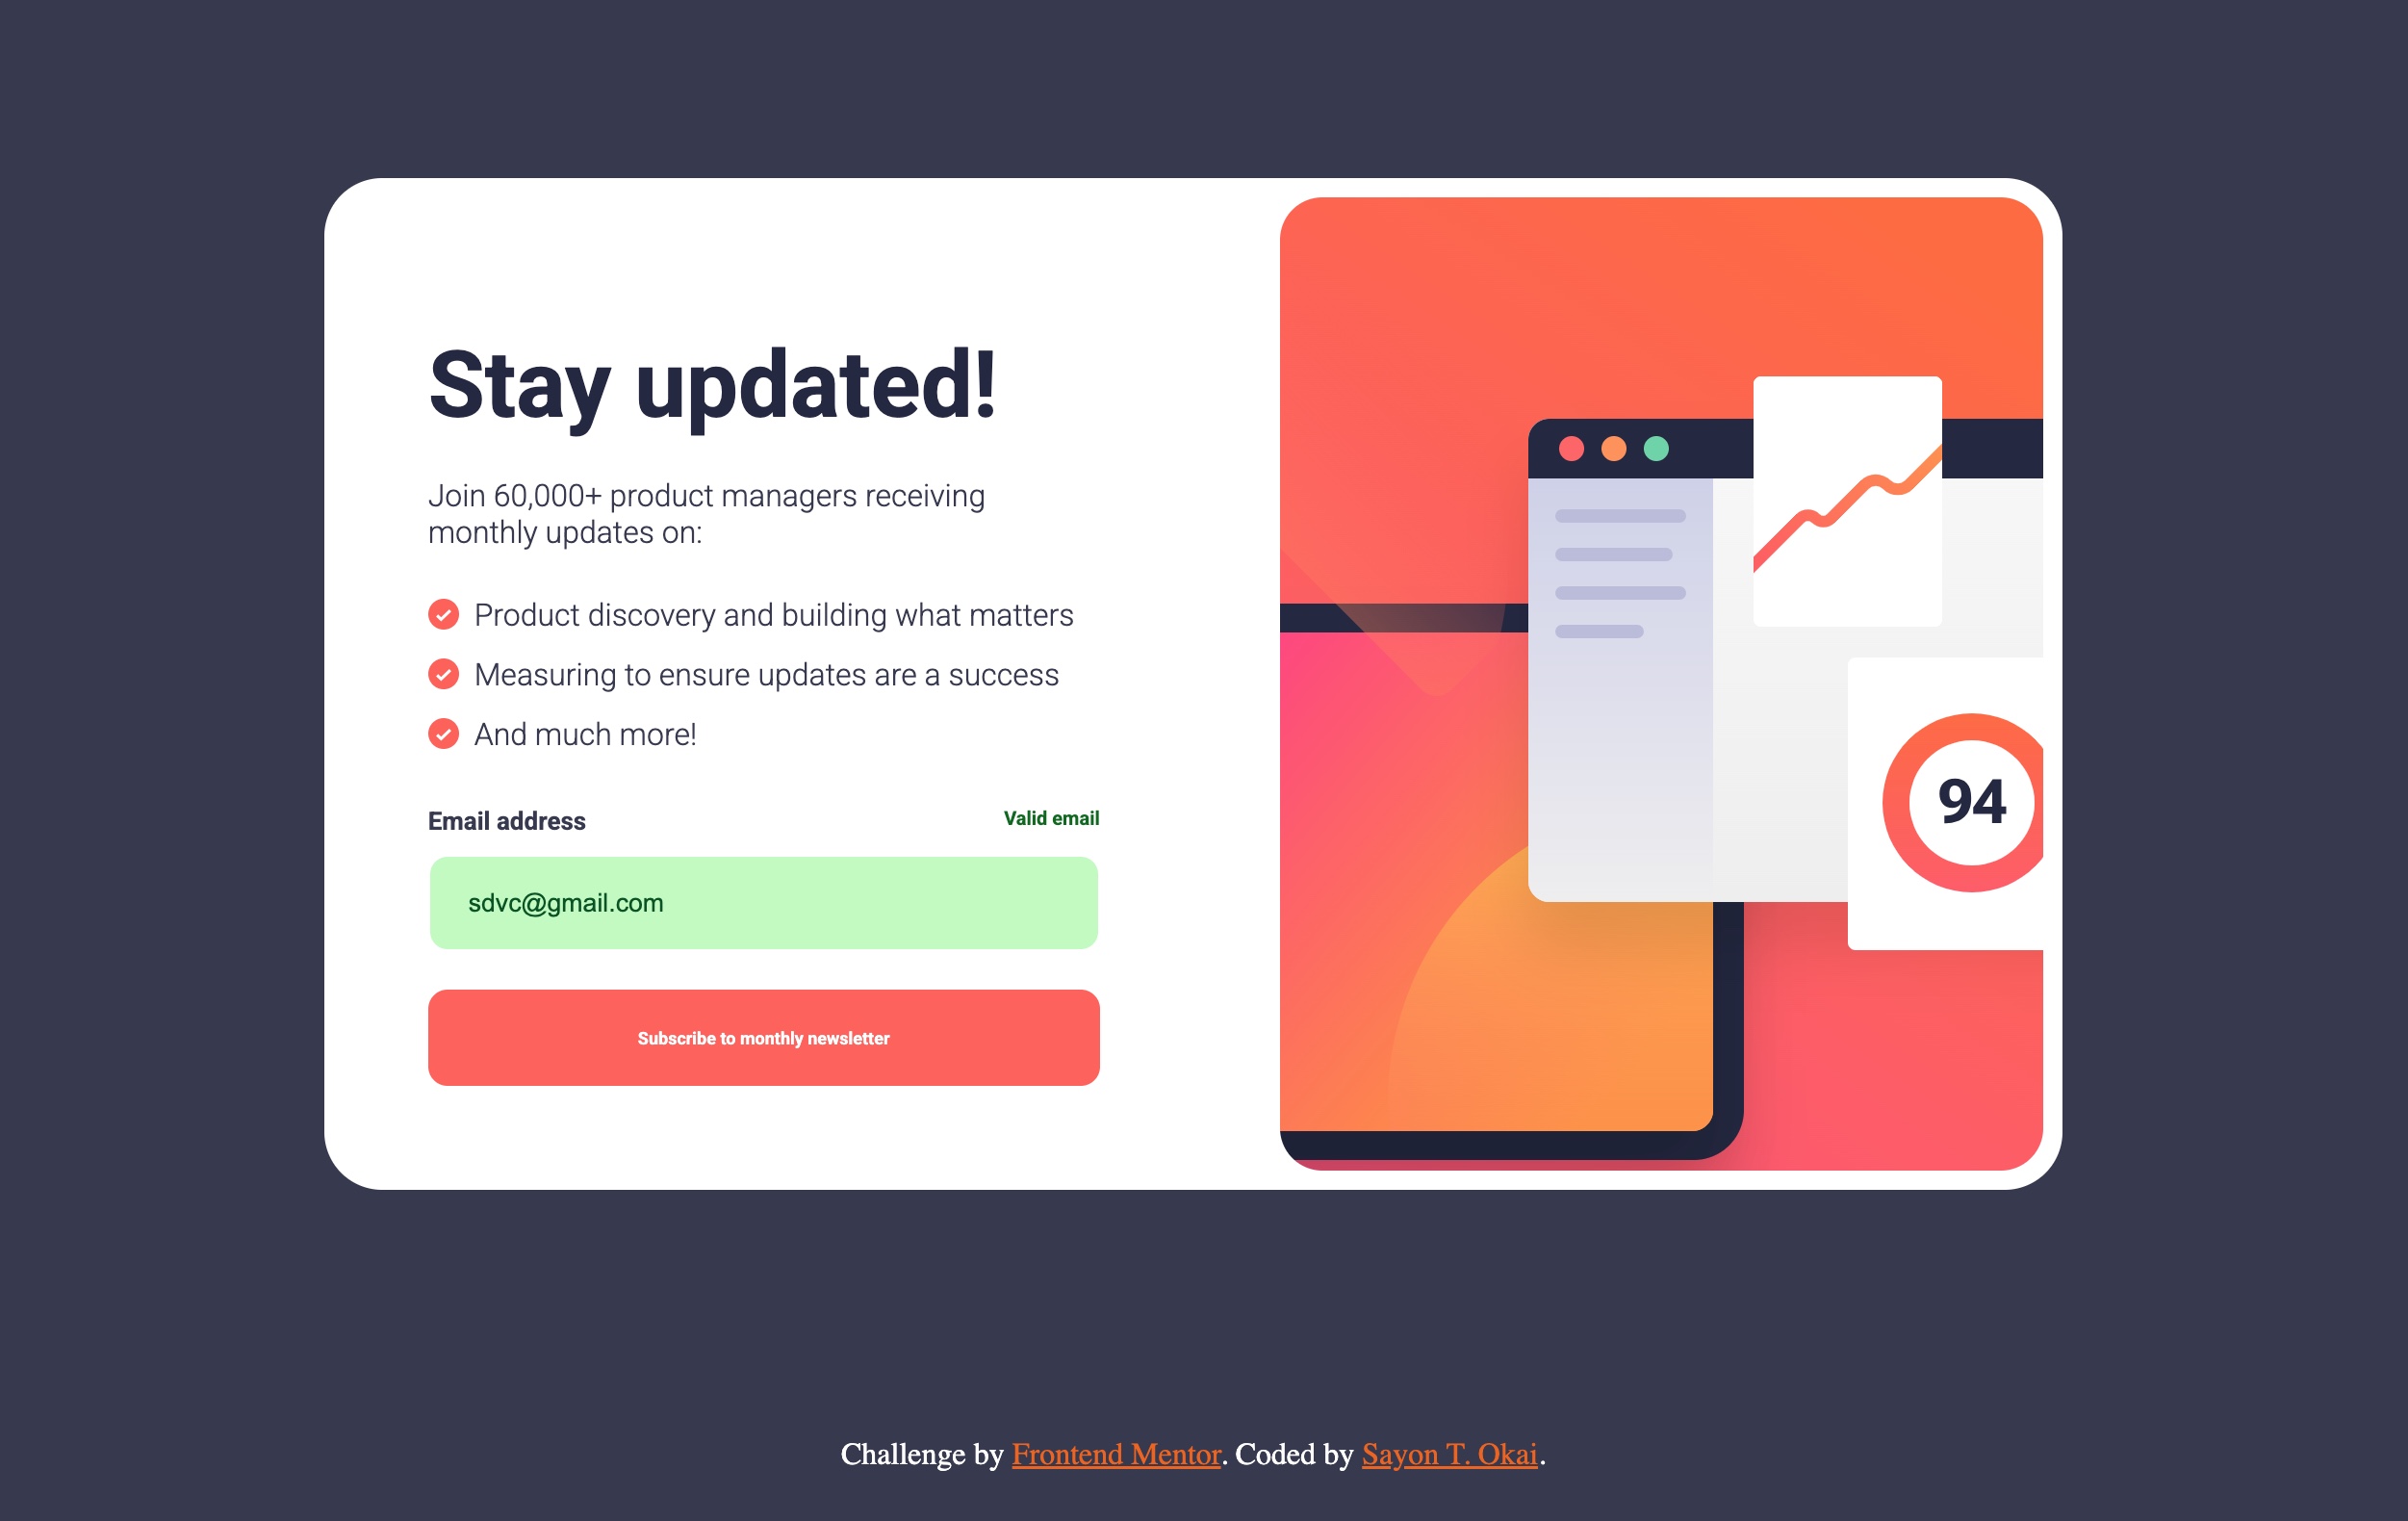 Stay updated!
Join 60,000+ product managers receiving
monthly updates on:
Product discovery and building what matters
Measuring to ensure updates are a success
And much more!
Email address
Valid email
sdvc@gmail.com
Subscribe to monthly newsletter
94
Challenge by Frontend Mentor. Coded by Sayon T. Okai.